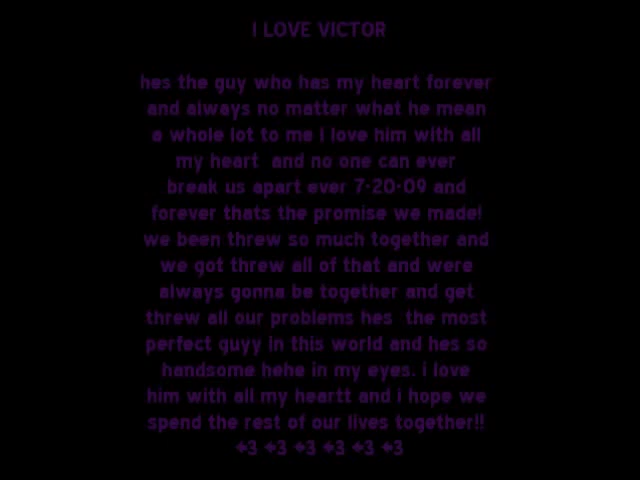 I LOVE VICTOR
hes the guy who has my heart forever
and always no matter what he mean
a whole lot to me i love him with all
my heart  and no one can ever
break us apart ever 7-20-09 and
forever thats the promise we made!
we been threw so much together and
we got threw all of that and were
always gonna be together and get
threw all our problems hes  the most
perfect guyy in this world and hes so
handsome hehe in my eyes. i love
him with all my heartt and i hope we
spend the rest of our lives together!!
<3 <3 <3 <3 <3 <3